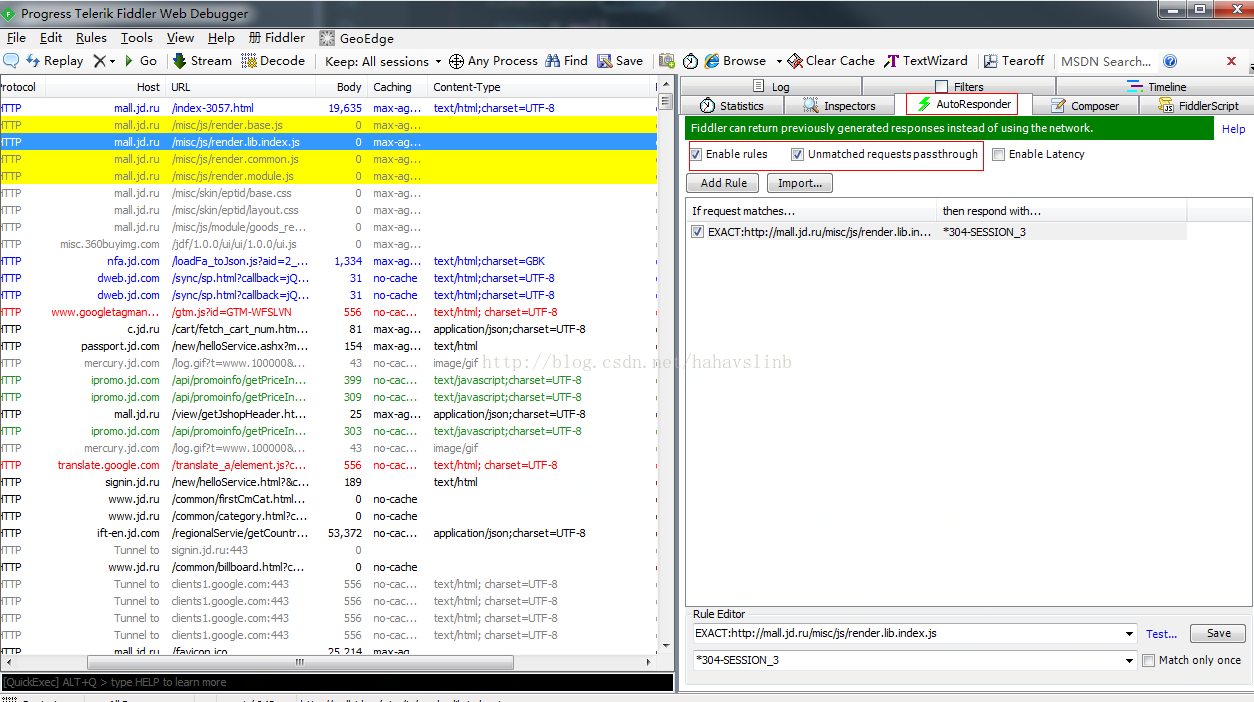 Progress Telerik Fiddler Web Debugger
File Edit Rules Tools View Help Fiddler GeoEdge
Replay Go Stream Decode Keep: All sessions Any Process Find Save Browse Clear Cache TextWizard Tearoff MSDN Search...
rotocol Host URL Body Caching Content-Type
HTTP mall.jd.ru /index-3057.html 19,635 max-ag... text/html;charset=UTF-8
HTTP mall.jd.ru /misc/js/render.base.js 0 max-ag...
HTTP mall.jd.ru /misc/js/render.lib.index.js 0 max-ag...
HTTP mall.jd.ru /misc/js/render.common.js 0 max-ag...
HTTP mall.jd.ru /misc/js/render.module.js 0 max-ag...
HTTP mall.jd.ru /misc/skin/eptid/base.css 0 max-ag...
HTTP mall.jd.ru /misc/skin/eptid/layout.css 0 max-ag...
HTTP mall.jd.ru /misc/js/module/goods_re... 0 max-ag...
HTTP misc.360buyimg.com /jdf/1.0.0/ui/ui/1.0.0/ui.js 0 max-ag...
HTTP nfa.jd.com /loadFa_toJson.js?aid=2_... 1,334 max-ag... text/html;charset=GBK
HTTP dweb.jd.com /sync/sp.html?callback=jQ... 31 no-cache text/html;charset=UTF-8
HTTP dweb.jd.com /sync/sp.html?callback=jQ... 31 no-cache text/html;charset=UTF-8
HTTP www.googletagman... /gtm.js?id=GTM-WFSLVN 556 no-cac... text/html; charset=UTF-8
HTTP c.jd.ru /cart/fetch_cart_num.htm... 81 max-ag... application/json;charset=UTF-8
HTTP passport.jd.com /new/helloService.ashx?m... 154 max-ag... text/html
HTTP mercury.jd.com /log.gif?t=www.100000&... 43 no-cac... image/gif
HTTP ipromo.jd.com /api/promoinfo/getPriceIn... 399 no-cac... text/javascript;charset=UTF-8
HTTP ipromo.jd.com /api/promoinfo/getPriceIn... 309 no-cac... text/javascript;charset=UTF-8
HTTP mall.jd.ru /view/getJshopHeader.ht... 25 max-ag... application/json;charset=UTF-8
HTTP ipromo.jd.com /api/promoinfo/getPriceIn... 303 no-cac... text/javascript;charset=UTF-8
HTTP mercury.jd.com /log.gif?t=www.100000&... 43 no-cac... image/gif
HTTP translate.google.com /translate_a/element.js?c... 556 no-cac... text/html; charset=UTF-8
HTTP signin.jd.ru /new/helloService.html?&c... 189 text/html
HTTP www.jd.ru /common/firstCmCat.html... 0 no-cache
HTTP www.jd.ru /common/category.html?c... 0 no-cache
HTTP ift-en.jd.com /regionalServie/getCountr... 53,372 no-cac... application/json;charset=UTF-8
HTTP Tunnel to signin.jd.ru:443 0
HTTP www.jd.ru /common/billboard.html?c... 0 no-cache
HTTP Tunnel to clients1.google.com:443 556 no-cac... text/html; charset=UTF-8
HTTP Tunnel to clients1.google.com:443 556 no-cac... text/html; charset=UTF-8
HTTP Tunnel to clients1.google.com:443 556 no-cac... text/html; charset=UTF-8
HTTP Tunnel to clients1.google.com:443 556 no-cac... text/html; charset=UTF-8
HTTP mall.jd.ru /favicon.ico 25,214 max-ag...
[QuickExec] ALT+Q > type HELP to learn more
Log Filters Timeline
Statistics Inspectors AutoResponder Composer FiddlerScript
Fiddler can return previously generated responses instead of using the network. Help
Enable rules Unmatched requests passthrough Enable Latency
Add Rule Import...
If request matches... then respond with...
EXACT:http://mall.jd.ru/misc/js/render.lib.in... *304-SESSION_3
http://blog.csdn.net/hahavslinb
Rule Editor
EXACT:http://mall.jd.ru/misc/js/render.lib.index.js Test... Save
*304-SESSION_3 Match only once